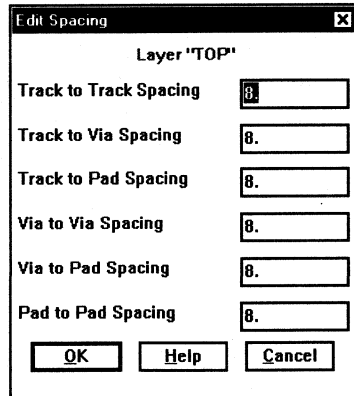 Edit Spacing
Layer "TOP"
Track to Track Spacing 8.
Track to Via Spacing 8.
Track to Pad Spacing 8.
Via to Via Spacing 8.
Via to Pad Spacing 8.
Pad to Pad Spacing 8.
OK Help Cancel